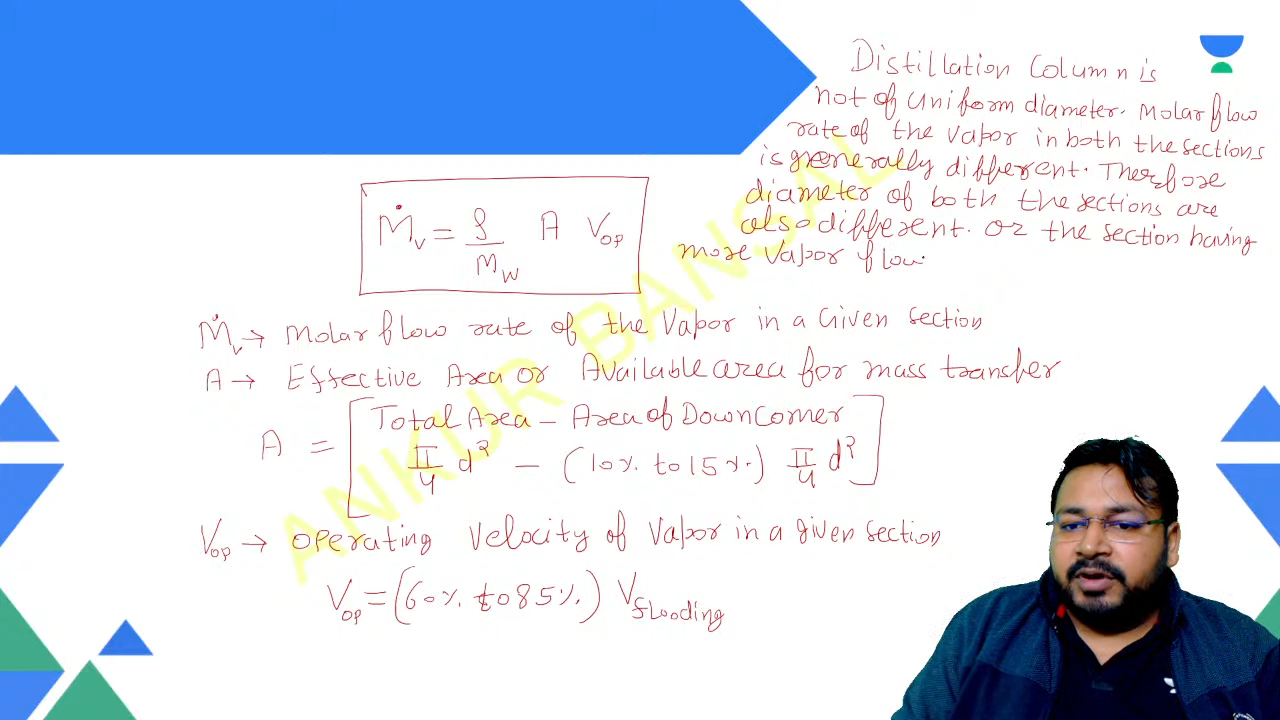 Distillation Column is
not of uniform diameter. Molar flow
rate of the vapor in both the sections
is generally different. Therefore
diameter of both the sections are
also different. or the section having
more vapor flow.
Ṁv = ρ/Mw A Vop
Ṁv → Molar flow rate of the Vapor in a Given section
A → Effective Area or Available area for mass transfer
A = [Total Area - Area of Downcomer
π/4 d² - (10% to 15%) π/4 d²]
Vop → Operating Velocity of Vapor in a given section
Vop = (60% to 85%) Vflooding
ANKUR BANSAL